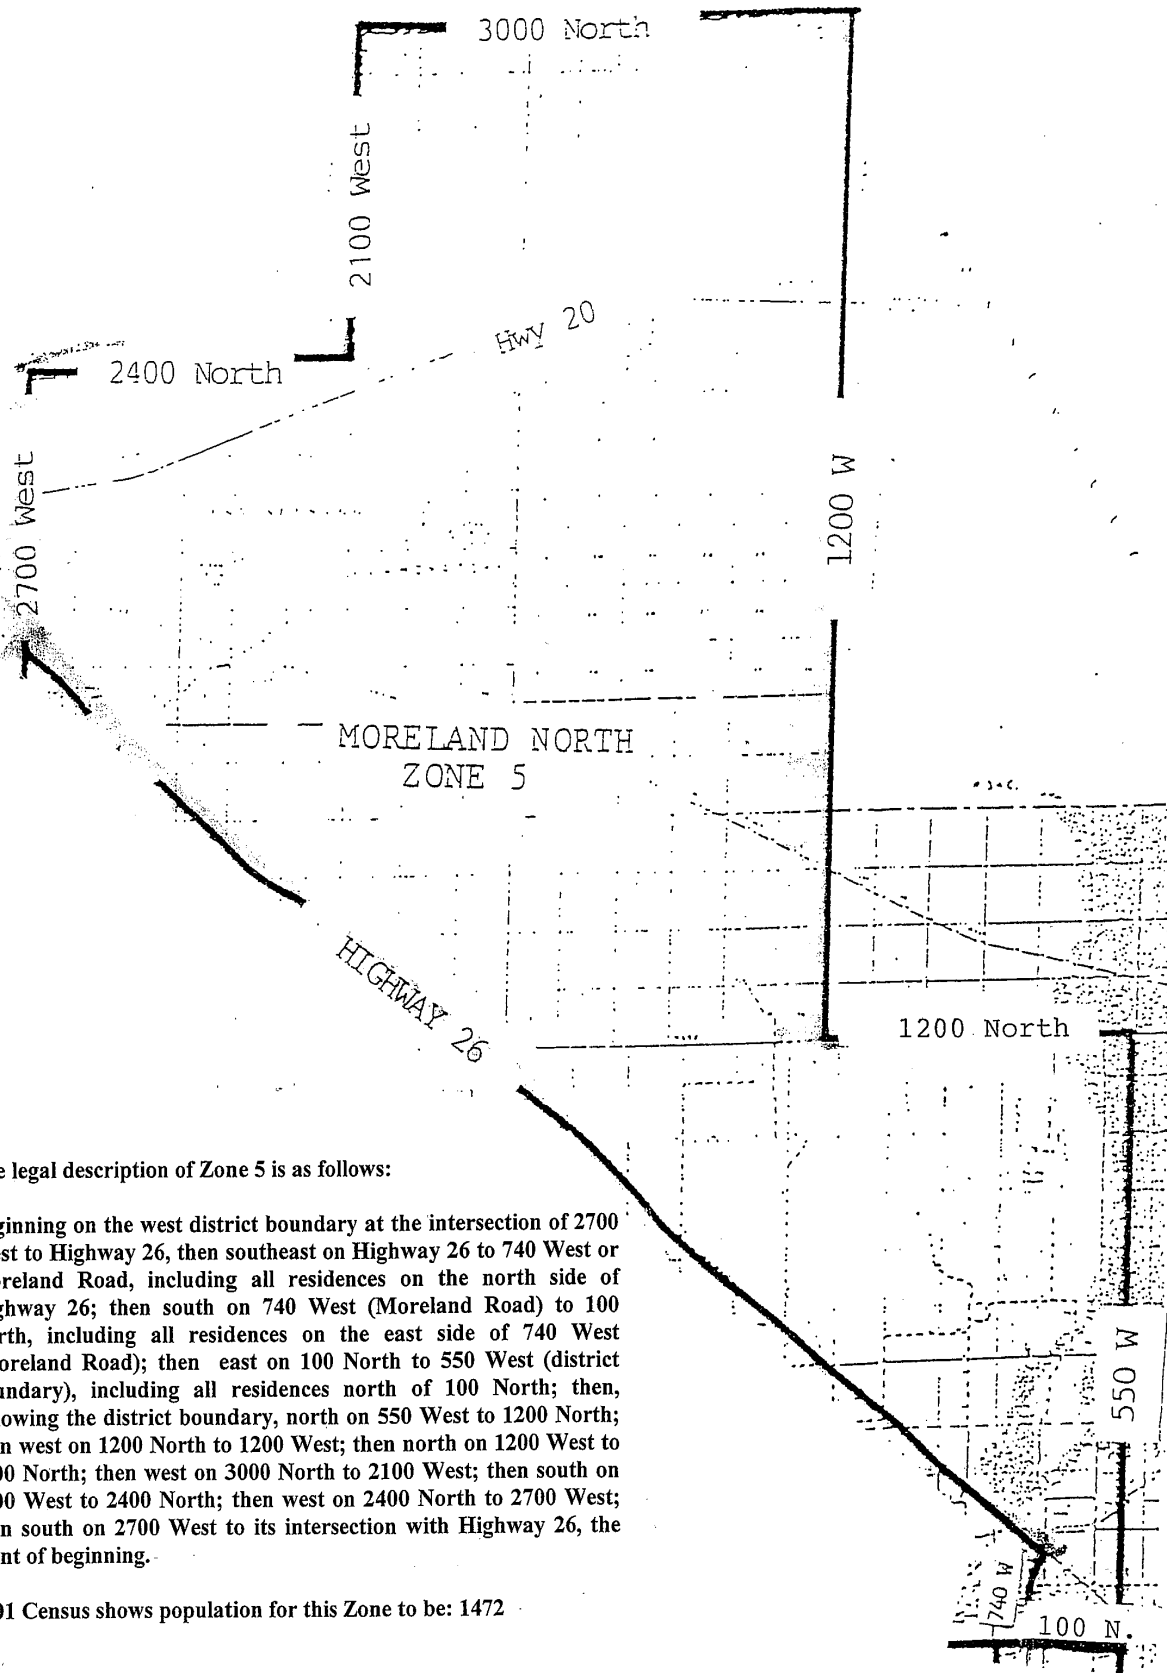 3000 North
2100 West
Hwy 20
2400 North
2700 West
1200 W
MORELAND NORTH
ZONE 5
HIGHWAY 26
1200 North
550 W
740 W
100 N.
e legal description of Zone 5 is as follows:
ginning on the west district boundary at the intersection of 2700
st to Highway 26, then southeast on Highway 26 to 740 West or
reland Road, including all residences on the north side of
ghway 26; then south on 740 West (Moreland Road) to 100
rth, including all residences on the east side of 740 West
oreland Road); then east on 100 North to 550 West (district
undary), including all residences north of 100 North; then,
lowing the district boundary, north on 550 West to 1200 North;
n west on 1200 North to 1200 West; then north on 1200 West to
00 North; then west on 3000 North to 2100 West; then south on
00 West to 2400 North; then west on 2400 North to 2700 West;
n south on 2700 West to its intersection with Highway 26, the
nt of beginning.
01 Census shows population for this Zone to be: 1472